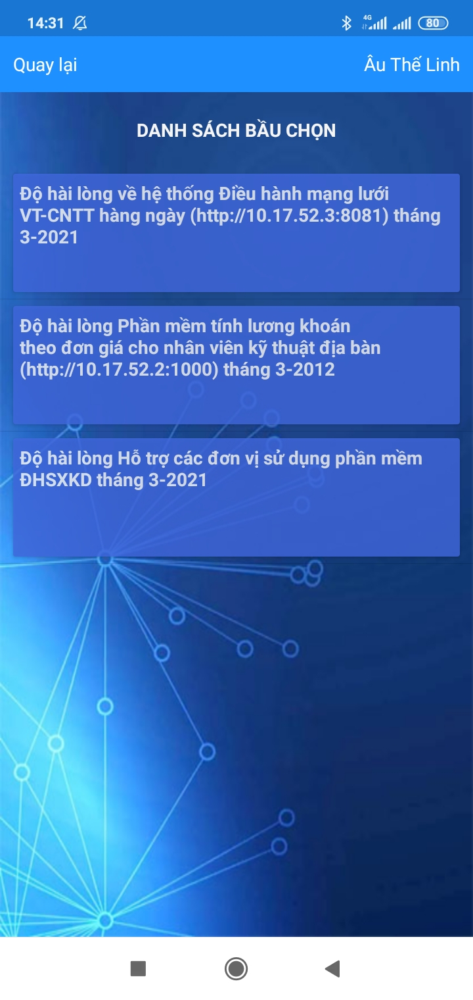 14:31 4G 80
Quay lại Âu Thế Linh
DANH SÁCH BẦU CHỌN
Độ hài lòng về hệ thống Điều hành mạng lưới
VT-CNTT hàng ngày (http://10.17.52.3:8081) tháng
3-2021
Độ hài lòng Phần mềm tính lương khoán
theo đơn giá cho nhân viên kỹ thuật địa bàn
(http://10.17.52.2:1000) tháng 3-2012
Độ hài lòng Hỗ trợ các đơn vị sử dụng phần mềm
ĐHSXKD tháng 3-2021